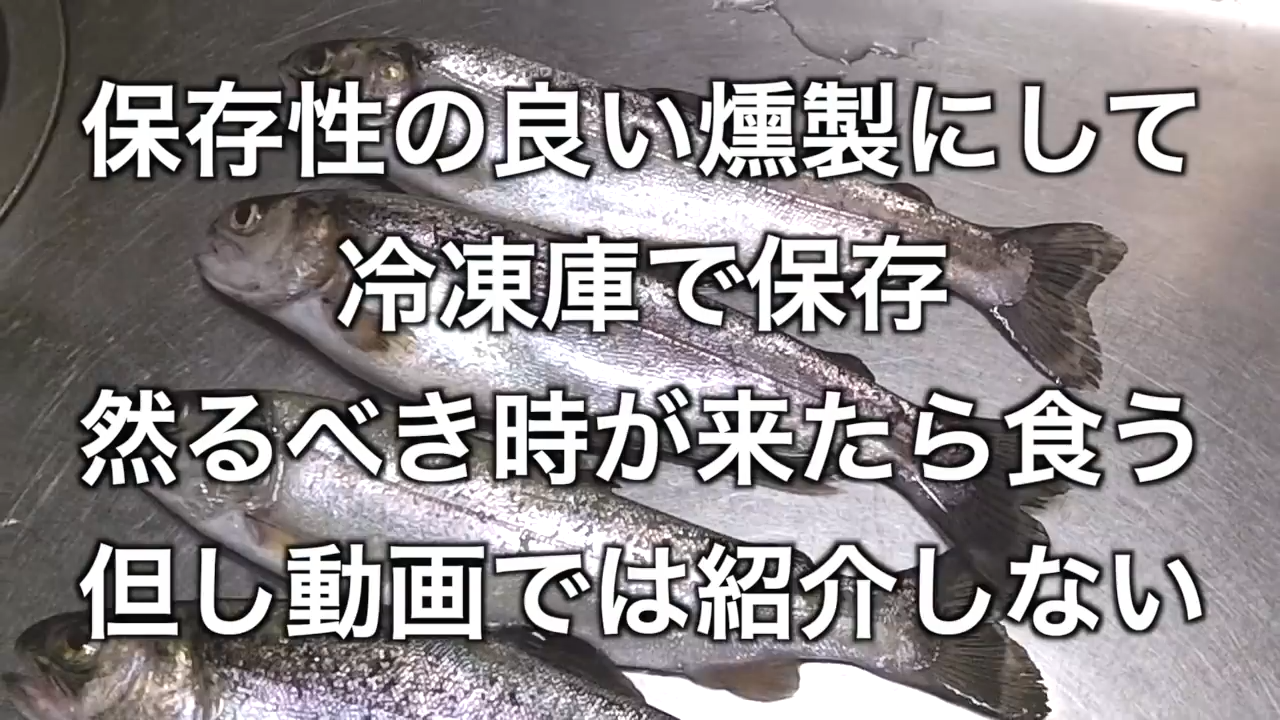 保存性の良い燻製にして
冷凍庫で保存
然るべき時が来たら食う
但し動画では紹介しない